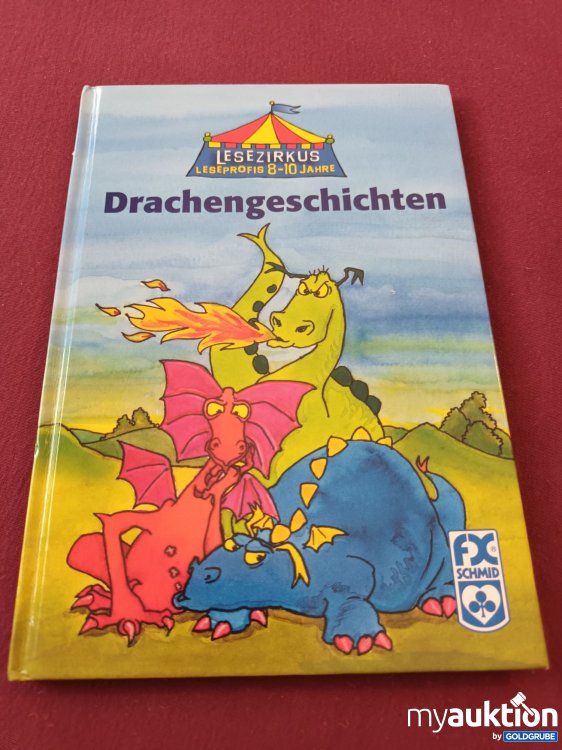 LESEZIRKUS
LESEPROFIS 8-10 JAHRE
Drachengeschichten
FX®
SCHMID
myauktion
by GOLDGRUBE